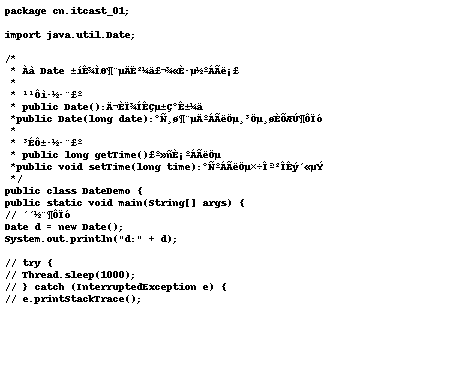 package cn.itcast_01;
import java.util.Date;
/*
* Àà Date ±íÊ¾ÌØ¶¨µÄË²¼ä£¬¾«È·µ½ºÁÃë¡£
*
* ¹¹Ôì·½·¨£º
* public Date():Ä¬ÈÏ¾ÍÊÇµ±Ç°Ê±¼ä
*public Date(long date):°Ñ¸ø¶¨µÄºÁÃëÖµ¸³Öµ¸øÈÕÆÚ¶ÔÏó
*
* ³ÉÔ±·½·¨£º
* public long getTime()£º»ñÈ¡ºÁÃëÖµ
*public void setTime(long time):°ÑºÁÃëÖµ×÷Îª²ÎÊý´«µÝ
*/
public class DateDemo {
public static void main(String[] args) {
// ´´½¨¶ÔÏó
Date d = new Date();
System.out.println("d:" + d);
// try {
// Thread.sleep(1000);
// } catch (InterruptedException e) {
// e.printStackTrace();